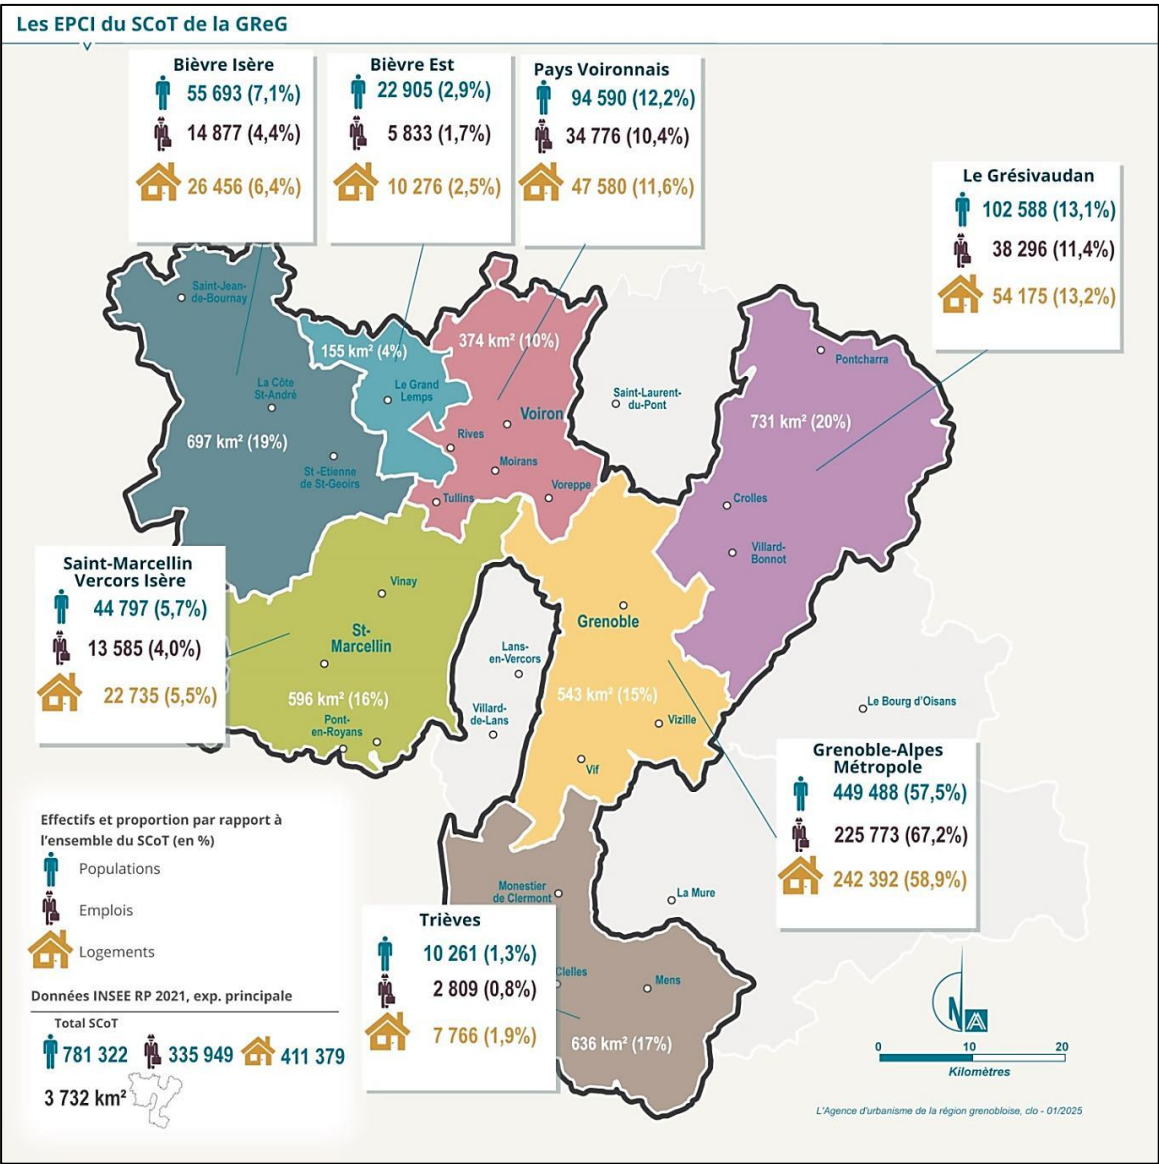 Les EPCI du SCoT de la GReG
Bièvre Isère
55 693 (7,1%)
14 877 (4,4%)
26 456 (6,4%)
Bièvre Est
22 905 (2,9%)
5 833 (1,7%)
10 276 (2,5%)
Pays Voironnais
94 590 (12,2%)
34 776 (10,4%)
47 580 (11,6%)
Le Grésivaudan
102 588 (13,1%)
38 296 (11,4%)
54 175 (13,2%)
Saint-Jean-
de-Bournay
155 km² (4%)
374 km² (10%)
Pontcharra
La Côte
St-André
Le Grand
Lemps
Saint-Laurent-
du-Pont
Voiron
731 km² (20%)
697 km² (19%)
Rives
St -Etienne
de St-Geoirs
Moirans
Tullins
Voreppe
Crolles
Villard-
Bonnot
Saint-Marcellin
Vercors Isère
44 797 (5,7%)
13 585 (4,0%)
22 735 (5,5%)
Vinay
St-
Marcellin
Grenoble
Lans-
en-Vercors
596 km² (16%)
543 km² (15%)
Pont-
en-Royans
Villard-
de-Lans
Vizille
Le Bourg d'Oisans
Vif
Grenoble-Alpes
Métropole
449 488 (57,5%)
225 773 (67,2%)
242 392 (58,9%)
Effectifs et proportion par rapport à
l'ensemble du SCoT (en %)
Populations
Emplois
Logements
Monestier
de Clermont
La Mure
Trièves
10 261 (1,3%)
2 809 (0,8%)
7 766 (1,9%)
Clelles
Mens
636 km² (17%)
Données INSEE RP 2021, exp. principale
Total SCoT
781 322
335 949
411 379
3 732 km²
N
0 10 20
Kilomètres
L'Agence d'urbanisme de la région grenobloise, clo - 01/2025